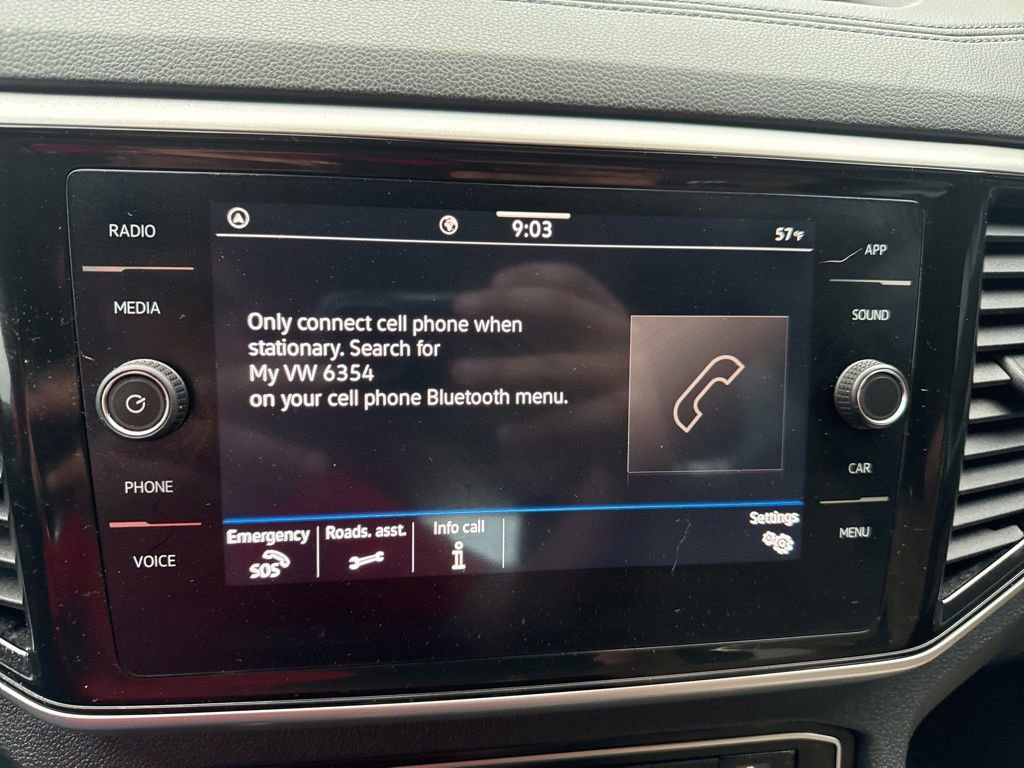 RADIO
MEDIA
PHONE
VOICE
9:03
57°F
Only connect cell phone when
stationary. Search for
My VW 6354
on your cell phone Bluetooth menu.
Emergency
SOS
Roads. asst.
Info call
i
Settings
APP
SOUND
CAR
MENU